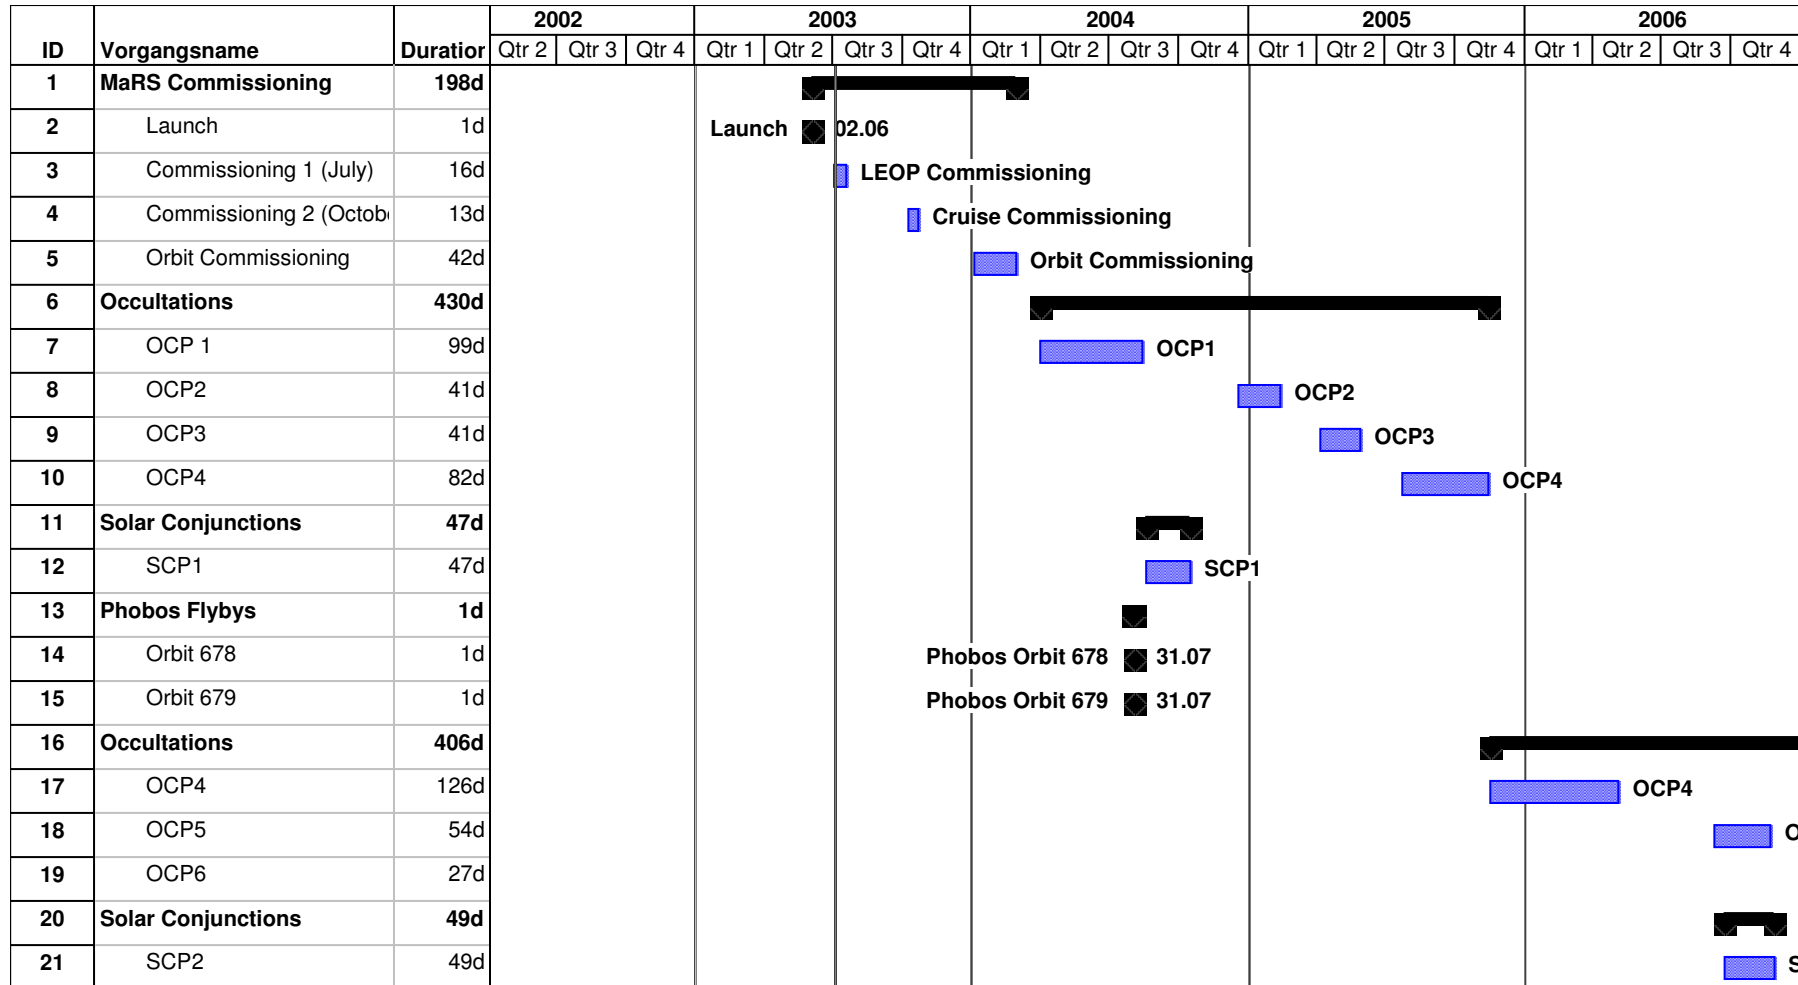 2002 2003 2004 2005 2006
ID Vorgangsname Duration Qtr 2 Qtr 3 Qtr 4 Qtr 1 Qtr 2 Qtr 3 Qtr 4 Qtr 1 Qtr 2 Qtr 3 Qtr 4 Qtr 1 Qtr 2 Qtr 3 Qtr 4 Qtr 1 Qtr 2 Qtr 3 Qtr 4
1 MaRS Commissioning 198d
2 Launch 1d Launch 02.06
3 Commissioning 1 (July) 16d LEOP Commissioning
4 Commissioning 2 (Octob 13d Cruise Commissioning
5 Orbit Commissioning 42d Orbit Commissioning
6 Occultations 430d
7 OCP 1 99d OCP1
8 OCP2 41d OCP2
9 OCP3 41d OCP3
10 OCP4 82d OCP4
11 Solar Conjunctions 47d
12 SCP1 47d SCP1
13 Phobos Flybys 1d
14 Orbit 678 1d Phobos Orbit 678 31.07
15 Orbit 679 1d Phobos Orbit 679 31.07
16 Occultations 406d
17 OCP4 126d OCP4
18 OCP5 54d
19 OCP6 27d
20 Solar Conjunctions 49d
21 SCP2 49d